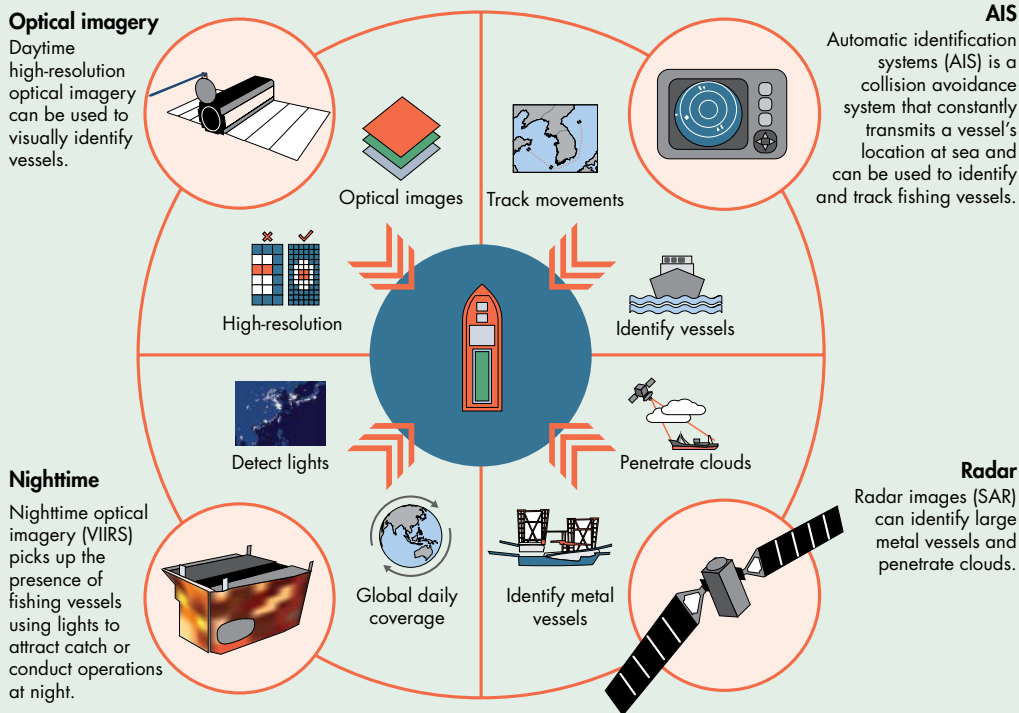 Optical imagery
Daytime
high-resolution
optical imagery
can be used to
visually identify
vessels.
AIS
Automatic identification
systems (AIS) is a
collision avoidance
system that constantly
transmits a vessel's
location at sea and
can be used to identify
and track fishing vessels.
Optical images
Track movements
High-resolution
Identify vessels
Detect lights
Penetrate clouds
Nighttime
Nighttime optical
imagery (VIIRS)
picks up the
presence of
fishing vessels
using lights to
attract catch or
conduct operations
at night.
Global daily
coverage
Identify metal
vessels
Radar
Radar images (SAR)
can identify large
metal vessels and
penetrate clouds.